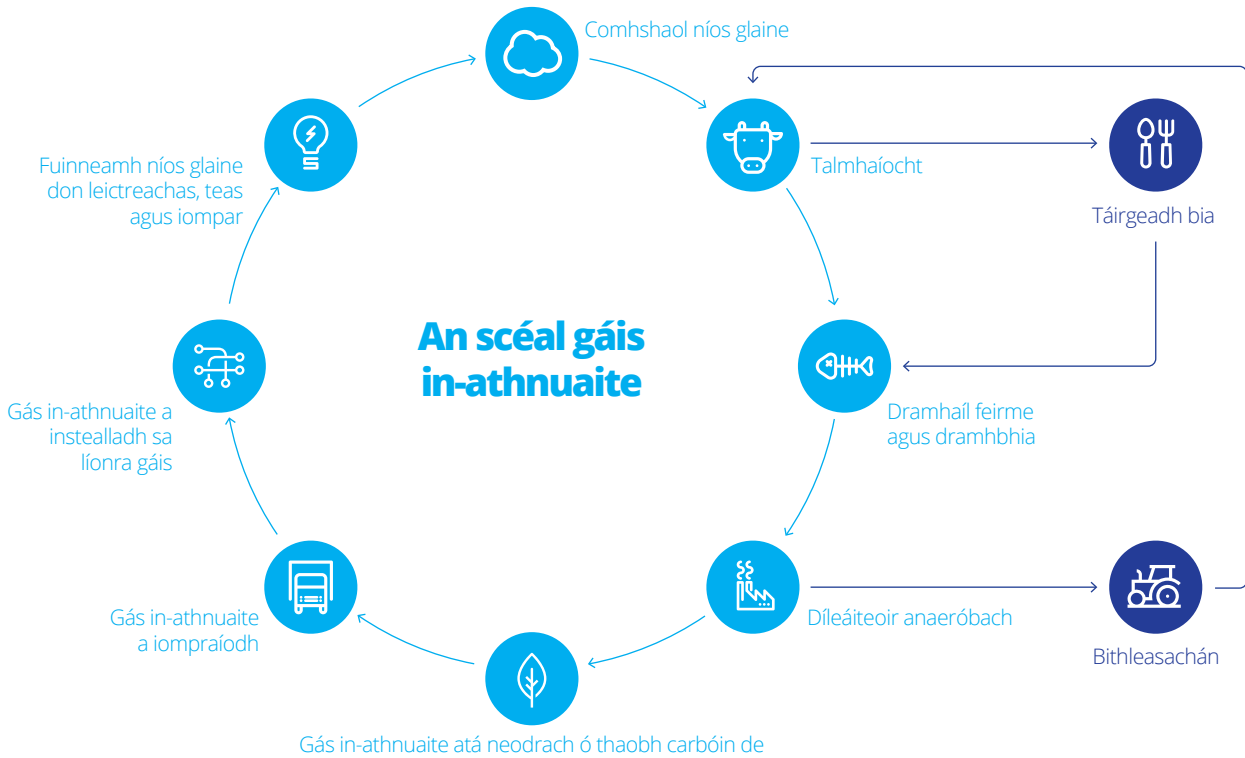 Comhshaol níos glaine
Talmhaíocht
Táirgeadh bia
Fuinneamh níos glaine
don leictreachas, teas
agus iompar
An scéal gáis
in-athnuaite
Dramhaíl feirme
agus dramhbhia
Gás in-athnuaite a
instealladh sa
líonra gáis
Gás in-athnuaite
a iompraíodh
Díleáiteoir anaeróbach
Bithleasachán
Gás in-athnuaite atá neodrach ó thaobh carbóin de